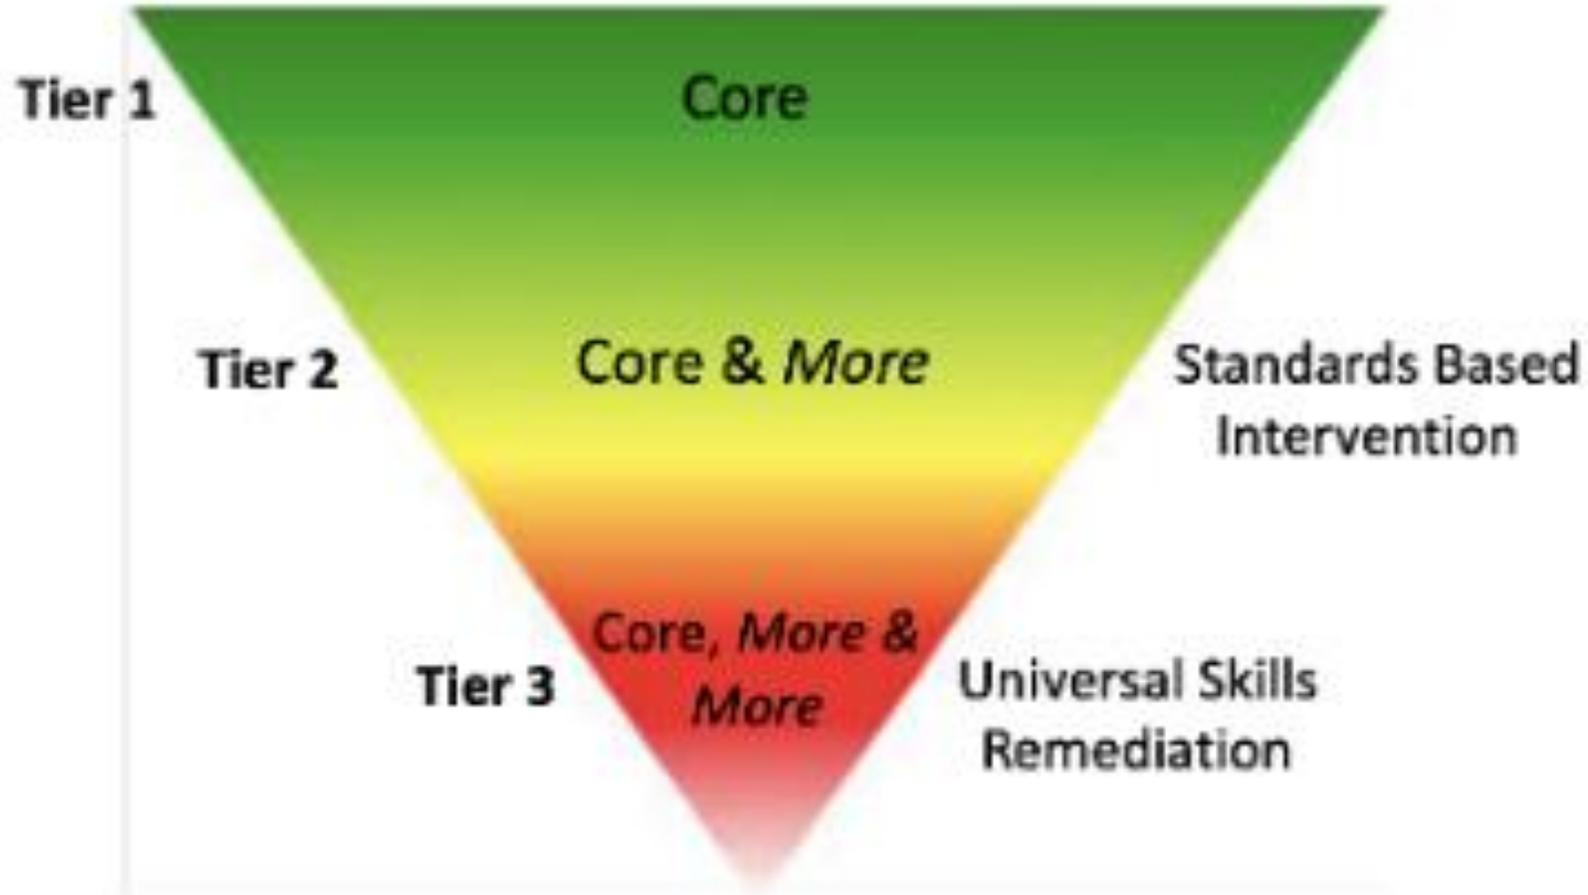 Tier 1
Core
Tier 2
Core & More
Standards Based
Intervention
Tier 3
Core, More &
More
Universal Skills
Remediation